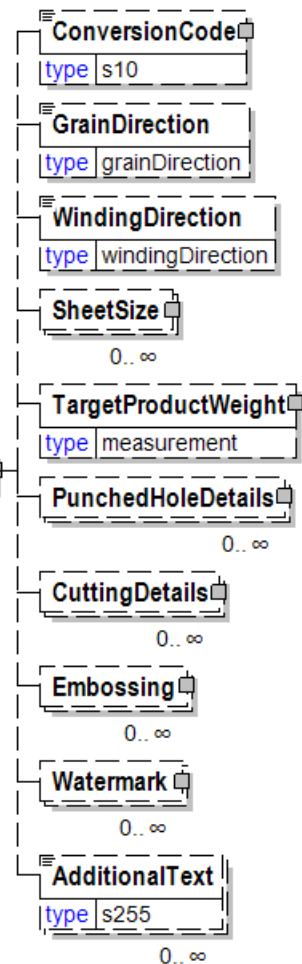 ConversionCode
type s10
GrainDirection
type grainDirection
WindingDirection
type windingDirection
SheetSize
0.. ∞
TargetProductWeight
type measurement
PunchedHoleDetails
0.. ∞
CuttingDetails
0.. ∞
Embossing
0.. ∞
Watermark
0.. ∞
AdditionalText
type s255
0.. ∞